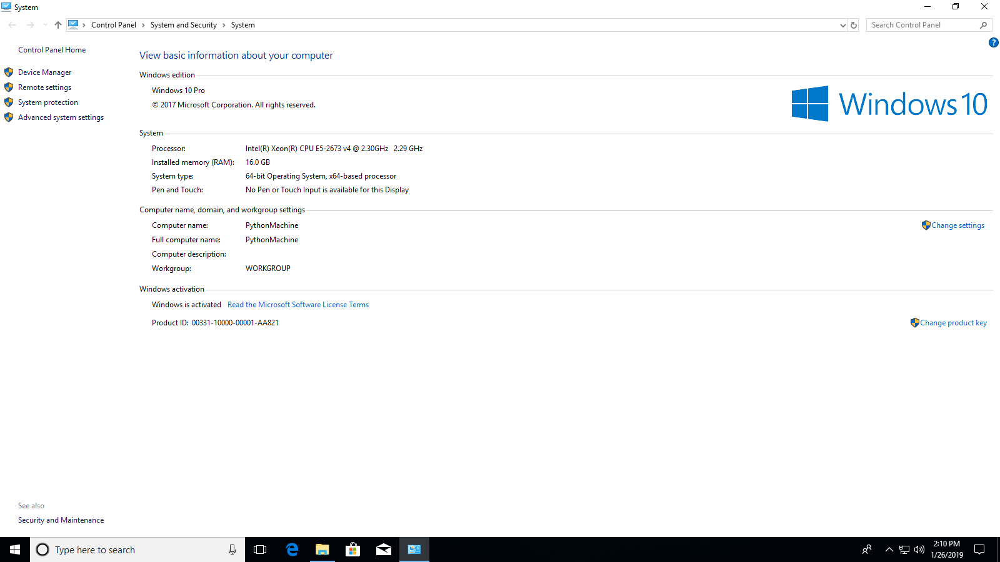 System
Control Panel System and Security System
Search Control Panel
Control Panel Home
Device Manager
Remote settings
System protection
Advanced system settings
View basic information about your computer
Windows edition
Windows 10 Pro
© 2017 Microsoft Corporation. All rights reserved.
Windows 10
System
Processor: Intel(R) Xeon(R) CPU E5-2673 v4 @ 2.30GHz 2.29 GHz
Installed memory (RAM): 16.0 GB
System type: 64-bit Operating System, x64-based processor
Pen and Touch: No Pen or Touch Input is available for this Display
Computer name, domain, and workgroup settings
Computer name: PythonMachine
Change settings
Full computer name: PythonMachine
Computer description:
Workgroup: WORKGROUP
Windows activation
Windows is activated Read the Microsoft Software License Terms
Product ID: 00331-10000-00001-AA821
Change product key
See also
Security and Maintenance
Type here to search
2:10 PM
1/26/2019